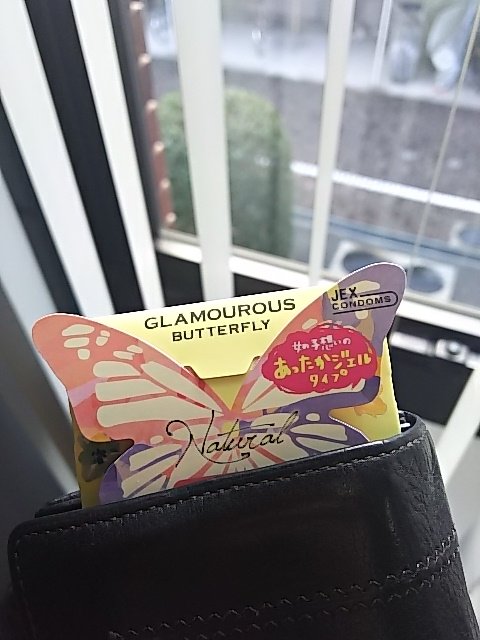 GLAMOUROUS
BUTTERFLY
JEX
CONDOMS
女の子想いの
あったかジェル
タイプ
Natural